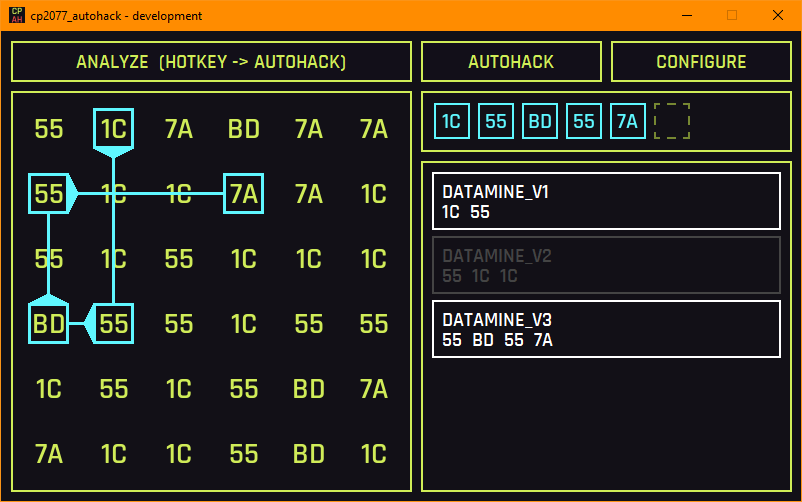 CP
AH
cp2077_autohack - development
ANALYZE (HOTKEY -> AUTOHACK)
AUTOHACK
CONFIGURE
55 1C 7A BD 7A 7A
55 1C 1C 7A 7A 1C
55 1C 55 1C 1C 1C
BD 55 55 1C 55 55
1C 55 1C 55 BD 7A
7A 1C 1C 55 BD 1C
1C 55 BD 55 7A
DATAMINE_V1
1C 55
DATAMINE_V2
55 1C 1C
DATAMINE_V3
55 BD 55 7A